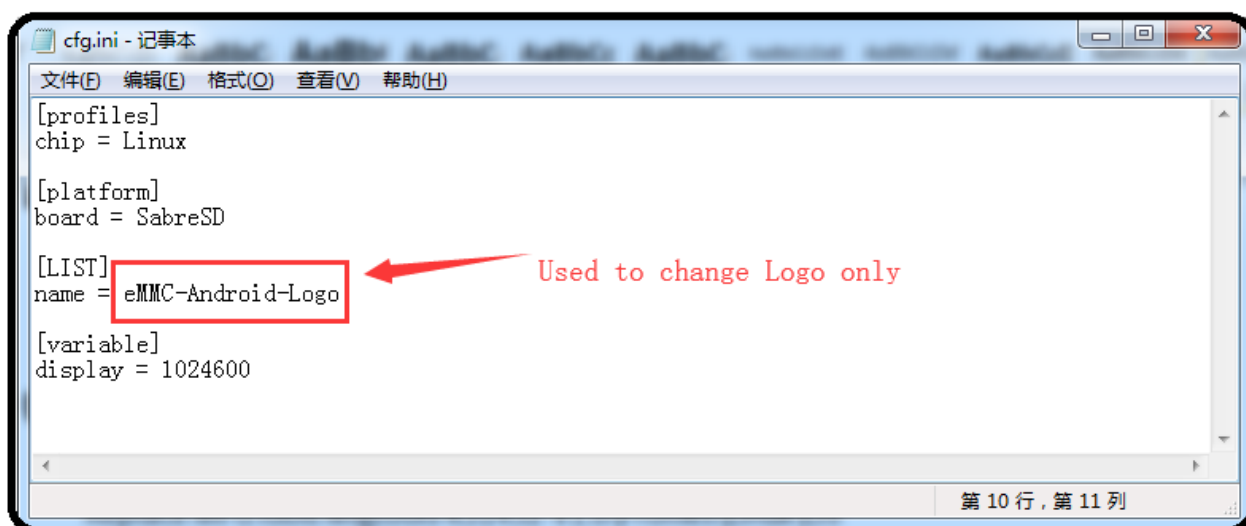 cfg.ini - 记事本
文件(F) 编辑(E) 格式(O) 查看(V) 帮助(H)
[profiles]
chip = Linux
[platform]
board = SabreSD
[LIST]
name = eMMC-Android-Logo
Used to change Logo only
[variable]
display = 1024600
第 10 行，第 11 列